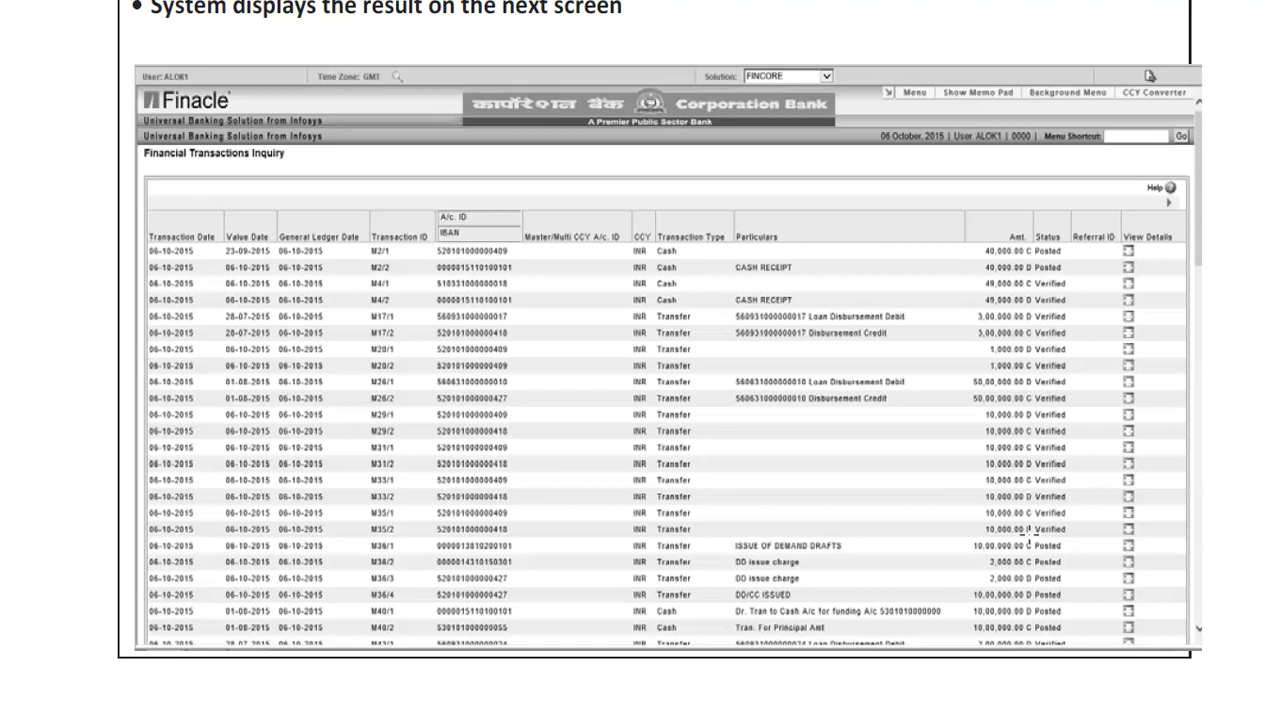 • System displays the result on the next screen
User: ALOK1 Time Zone: GMT Solution: FINCORE
Finacle कार्पोरेशन बैंक Corporation Bank Menu Show Memo Pad Background Menu CCY Converter
Universal Banking Solution from Infosys A Premier Public Sector Bank
Universal Banking Solution from Infosys 06 October, 2015 | User ALOK1 | 0000 | Menu Shortcut: Go
Financial Transactions Inquiry
Help
A/c. ID
Transaction Date Value Date General Ledger Date Transaction ID IBAN Master/Multi CCY A/c. ID CCY Transaction Type Particulars Amt. Status Referral ID View Details
06-10-2015 23-09-2015 06-10-2015 M2/1 520101000000409 INR Cash 40,000.00 C Posted
06-10-2015 06-10-2015 06-10-2015 M2/2 0000015110100101 INR Cash CASH RECEIPT 40,000.00 D Posted
06-10-2015 06-10-2015 06-10-2015 M4/1 510331000000018 INR Cash 49,000.00 C Verified
06-10-2015 06-10-2015 06-10-2015 M4/2 0000015110100101 INR Cash CASH RECEIPT 49,000.00 D Verified
06-10-2015 28-07-2015 06-10-2015 M17/1 560931000000017 INR Transfer 560931000000017 Loan Disbursement Debit 3,00,000.00 D Verified
06-10-2015 28-07-2015 06-10-2015 M17/2 520101000000418 INR Transfer 560931000000017 Disbursement Credit 3,00,000.00 C Verified
06-10-2015 06-10-2015 06-10-2015 M20/1 520101000000409 INR Transfer 1,000.00 D Verified
06-10-2015 06-10-2015 06-10-2015 M20/2 520101000000409 INR Transfer 1,000.00 C Verified
06-10-2015 01-08-2015 06-10-2015 M26/1 560631000000010 INR Transfer 560631000000010 Loan Disbursement Debit 50,00,000.00 D Verified
06-10-2015 01-08-2015 06-10-2015 M26/2 520101000000427 INR Transfer 560631000000010 Disbursement Credit 50,00,000.00 C Verified
06-10-2015 06-10-2015 06-10-2015 M29/1 520101000000409 INR Transfer 10,000.00 D Verified
06-10-2015 06-10-2015 06-10-2015 M29/2 520101000000418 INR Transfer 10,000.00 C Verified
06-10-2015 06-10-2015 06-10-2015 M31/1 520101000000409 INR Transfer 10,000.00 C Verified
06-10-2015 06-10-2015 06-10-2015 M31/2 520101000000418 INR Transfer 10,000.00 D Verified
06-10-2015 06-10-2015 06-10-2015 M33/1 520101000000409 INR Transfer 10,000.00 C Verified
06-10-2015 06-10-2015 06-10-2015 M33/2 520101000000418 INR Transfer 10,000.00 D Verified
06-10-2015 06-10-2015 06-10-2015 M35/1 520101000000409 INR Transfer 10,000.00 C Verified
06-10-2015 06-10-2015 06-10-2015 M35/2 520101000000418 INR Transfer 10,000.00 Verified
06-10-2015 06-10-2015 06-10-2015 M36/1 0000013810200101 INR Transfer ISSUE OF DEMAND DRAFTS 10,00,000.00 C Posted
06-10-2015 06-10-2015 06-10-2015 M36/2 0000014310150301 INR Transfer DD issue charge 2,000.00 C Posted
06-10-2015 06-10-2015 06-10-2015 M36/3 520101000000427 INR Transfer DD issue charge 2,000.00 D Posted
06-10-2015 06-10-2015 06-10-2015 M36/4 520101000000427 INR Transfer DD/CC ISSUED 10,00,000.00 D Posted
06-10-2015 01-08-2015 06-10-2015 M40/1 0000015110100101 INR Cash Dr. Tran to Cash A/c for funding A/c 5301010000000 10,00,000.00 D Posted
06-10-2015 01-08-2015 06-10-2015 M40/2 530101000000055 INR Cash Tran. For Principal Amt 10,00,000.00 C Posted